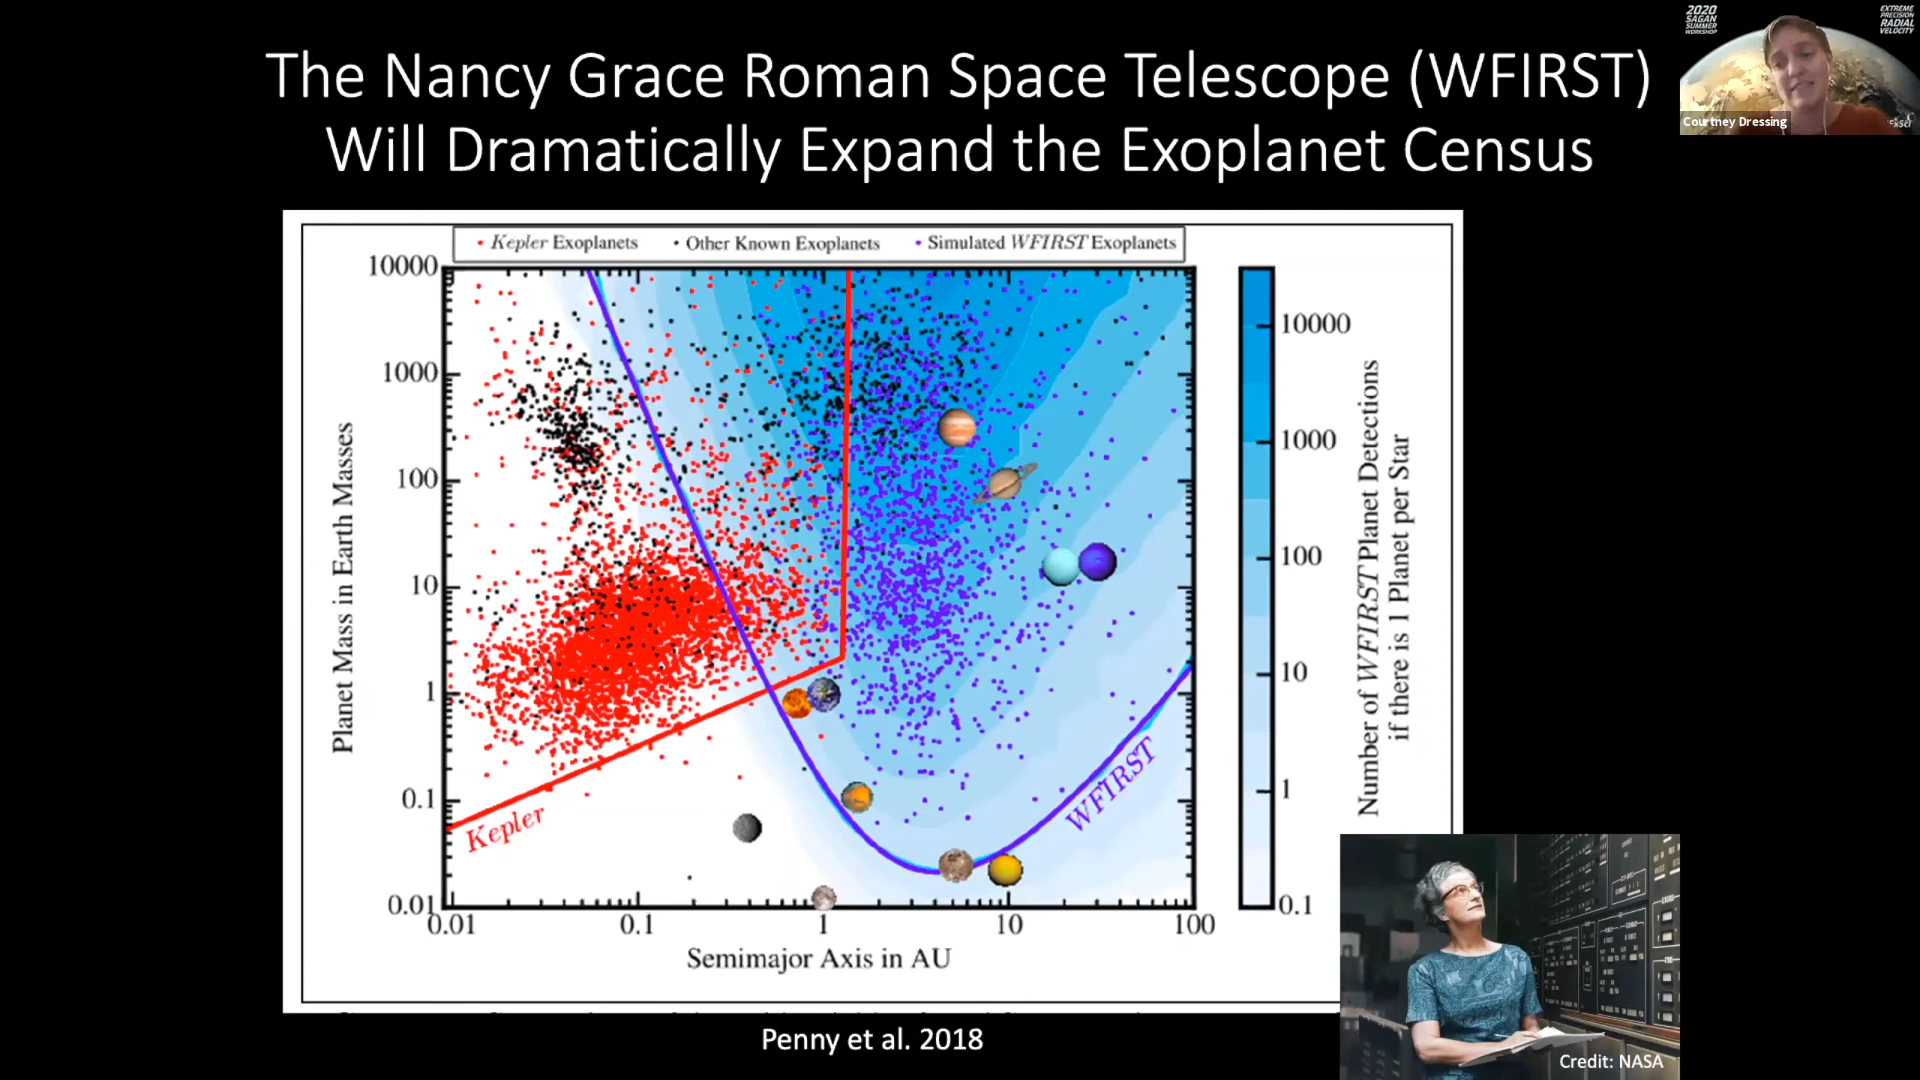 The Nancy Grace Roman Space Telescope (WFIRST)
Will Dramatically Expand the Exoplanet Census
2020
SAGAN
SUMMER
WORKSHOP
EXTREME
PRECISION
RADIAL
VELOCITY
Courtney Dressing
Kepler Exoplanets
Other Known Exoplanets
Simulated WFIRST Exoplanets
10000
1000
100
10
1
0.1
0.01
Planet Mass in Earth Masses
Kepler
WFIRST
0.01
0.1
1
10
100
Semimajor Axis in AU
10000
1000
100
10
1
0.1
Number of WFIRST Planet Detections
if there is 1 Planet per Star
Penny et al. 2018
Credit: NASA